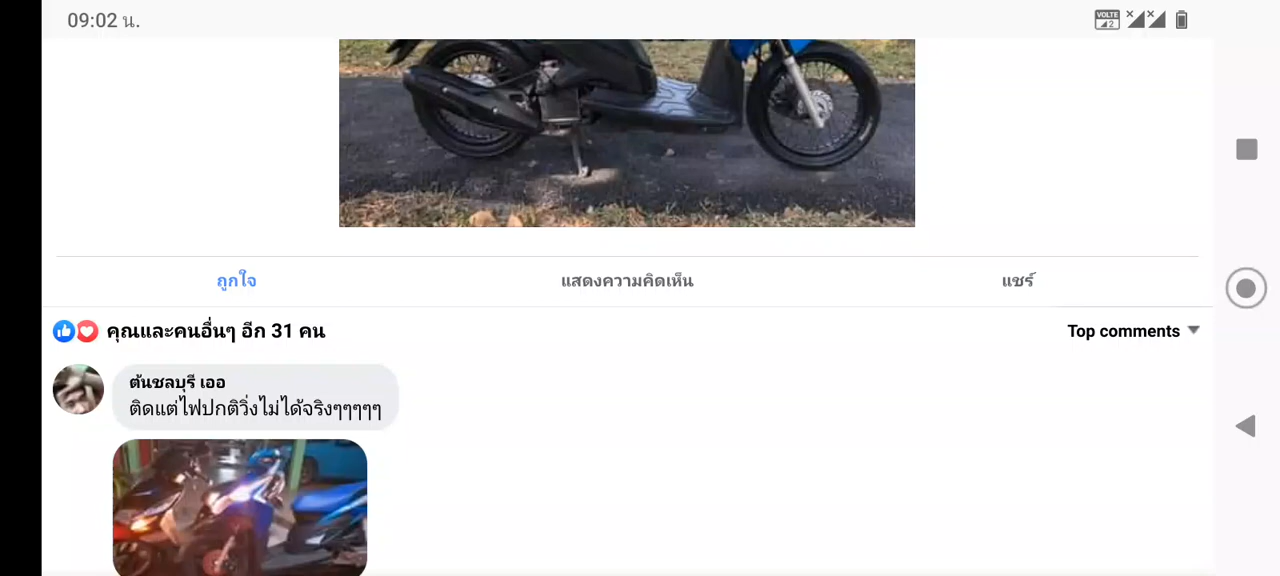 09:02 น.
VOLTE
2
ถูกใจ
แสดงความคิดเห็น
แชร์
คุณและคนอื่นๆ อีก 31 คน
Top comments
ต้นชลบุรี เออ
ติดแต่ไฟปกติวิ่งไม่ได้จริงๆๆๆๆๆ